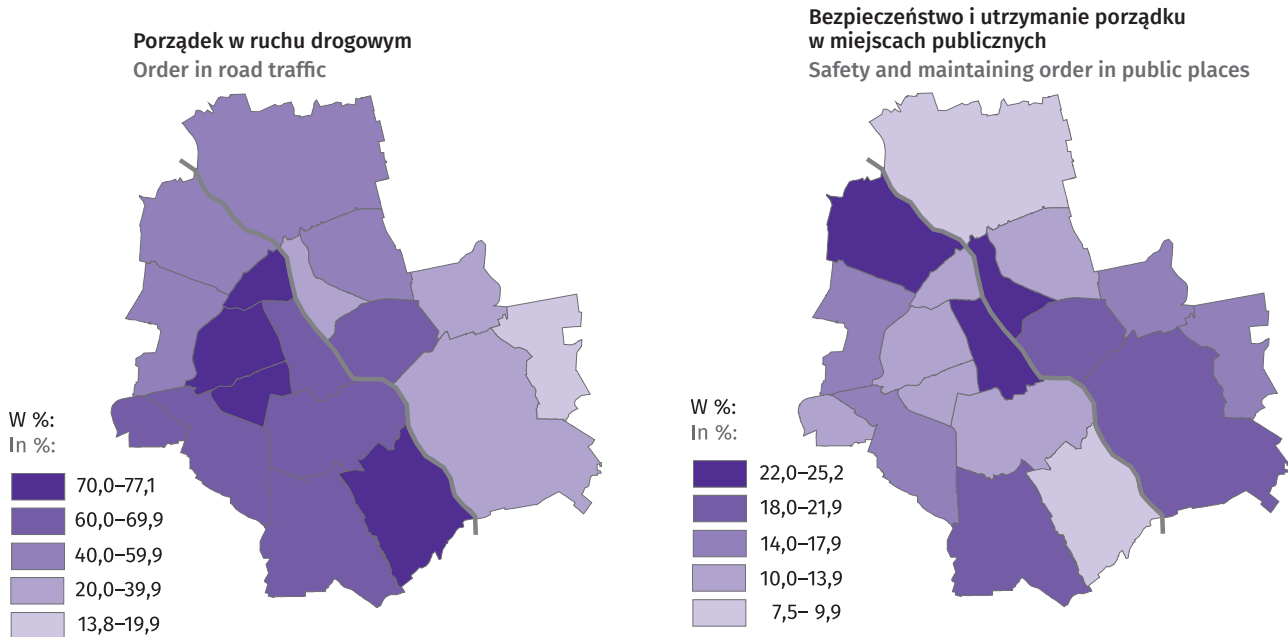 Porządek w ruchu drogowym
Order in road traffic
W %:
In %:
70,0–77,1
60,0–69,9
40,0–59,9
20,0–39,9
13,8–19,9
Bezpieczeństwo i utrzymanie porządku
w miejscach publicznych
Safety and maintaining order in public places
W %:
In %:
22,0–25,2
18,0–21,9
14,0–17,9
10,0–13,9
7,5– 9,9